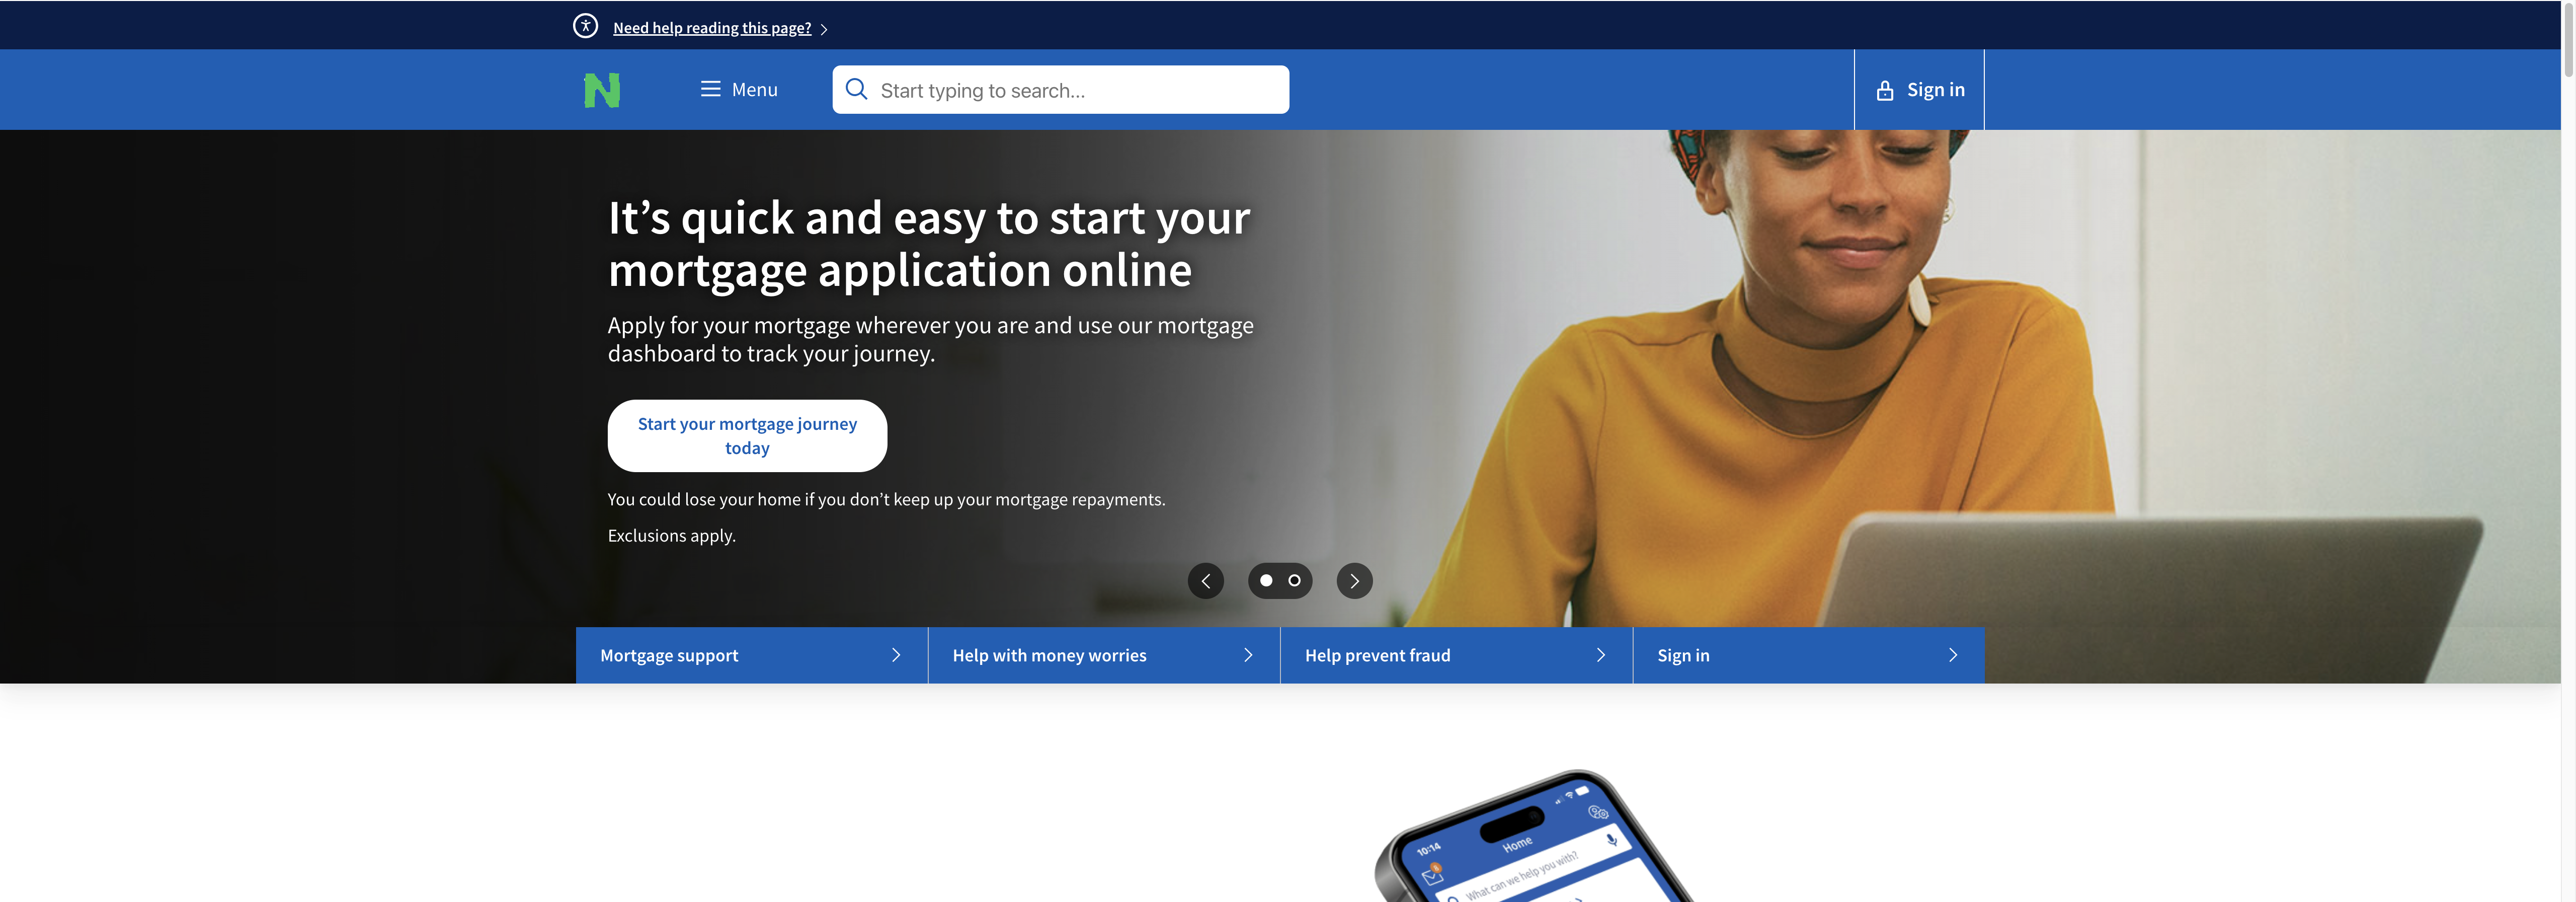 Need help reading this page?
N
Menu
Start typing to search...
Sign in
It’s quick and easy to start your
mortgage application online
Apply for your mortgage wherever you are and use our mortgage
dashboard to track your journey.
Start your mortgage journey
today
You could lose your home if you don’t keep up your mortgage repayments.
Exclusions apply.
Mortgage support
Help with money worries
Help prevent fraud
Sign in
10:14
Home
What can we help you with?